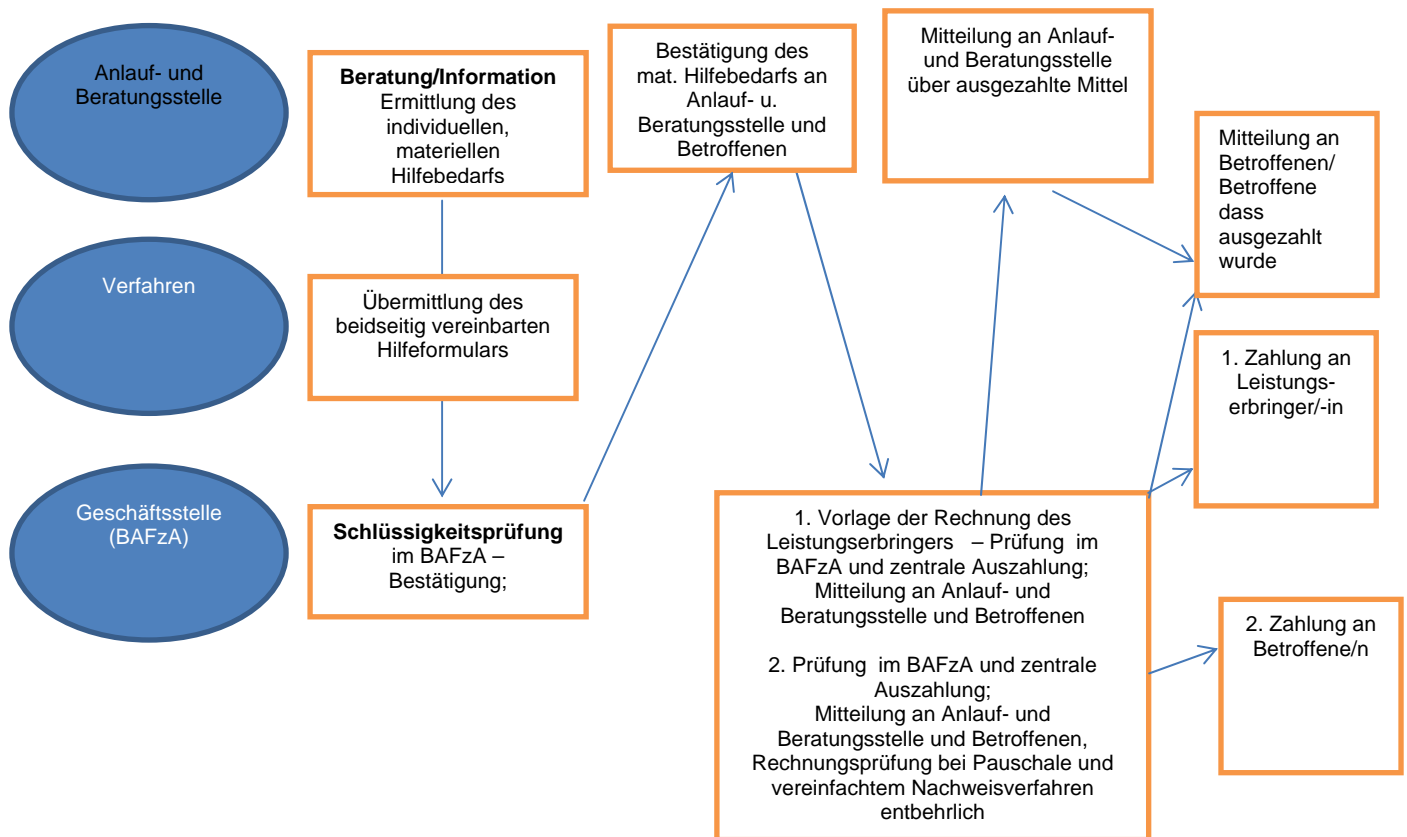 Anlauf- und
Beratungsstelle
Verfahren
Geschäftsstelle
(BAFzA)
Beratung/Information
Ermittlung des
individuellen,
materiellen
Hilfebedarfs
Übermittlung des
beidseitig vereinbarten
Hilfeformulars
Schlüssigkeitsprüfung
im BAFzA –
Bestätigung;
Bestätigung des
mat. Hilfebedarfs an
Anlauf- u.
Beratungsstelle und
Betroffenen
1. Vorlage der Rechnung des
Leistungserbringers – Prüfung im
BAFzA und zentrale Auszahlung;
Mitteilung an Anlauf- und
Beratungsstelle und Betroffenen
2. Prüfung im BAFzA und zentrale
Auszahlung;
Mitteilung an Anlauf- und
Beratungsstelle und Betroffenen,
Rechnungsprüfung bei Pauschale und
vereinfachtem Nachweisverfahren
entbehrlich
Mitteilung an Anlauf-
und Beratungsstelle
über ausgezahlte Mittel
Mitteilung an
Betroffenen/
Betroffene
dass
ausgezahlt
wurde
1. Zahlung an
Leistungs-
erbringer/-in
2. Zahlung an
Betroffene/n